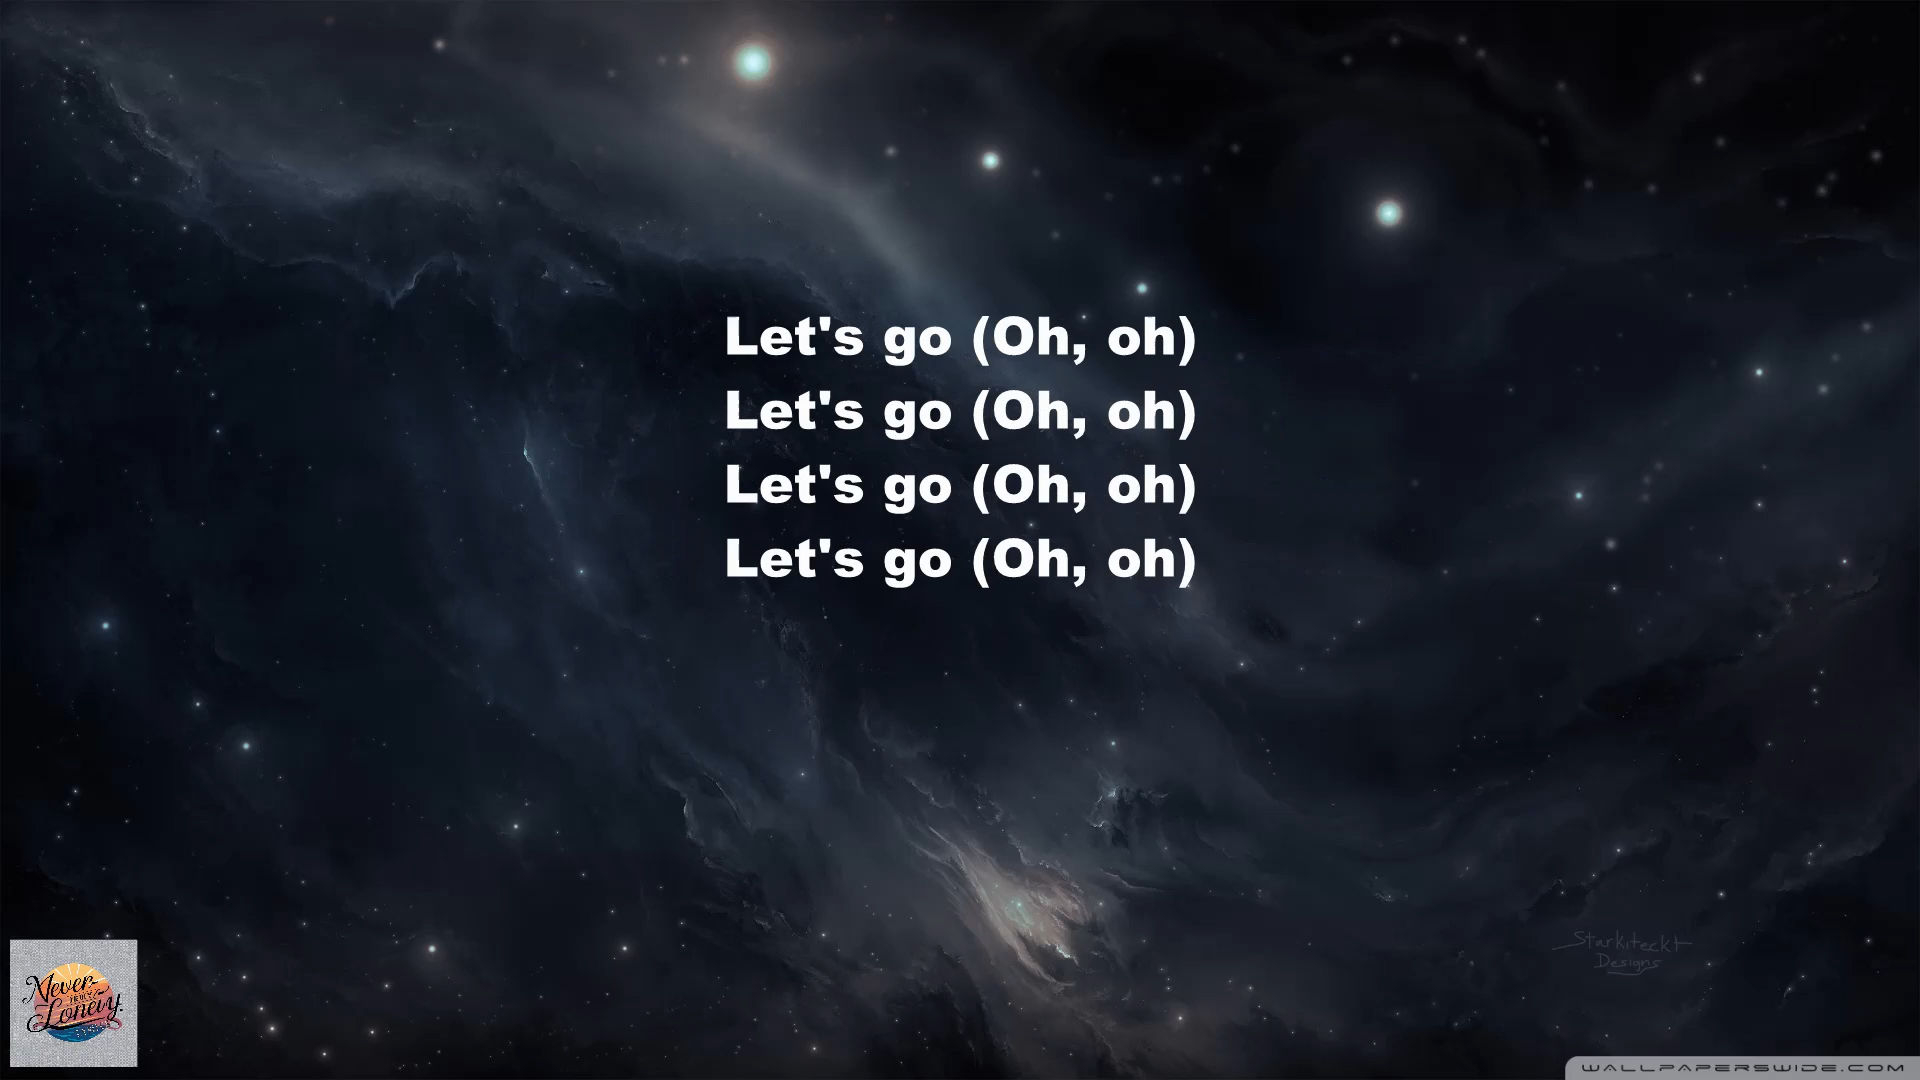 Let's go (Oh, oh)
Let's go (Oh, oh)
Let's go (Oh, oh)
Let's go (Oh, oh)
Starkiteckt
Designs
Never
Lonely.
WALLPAPERSWIDE.COM